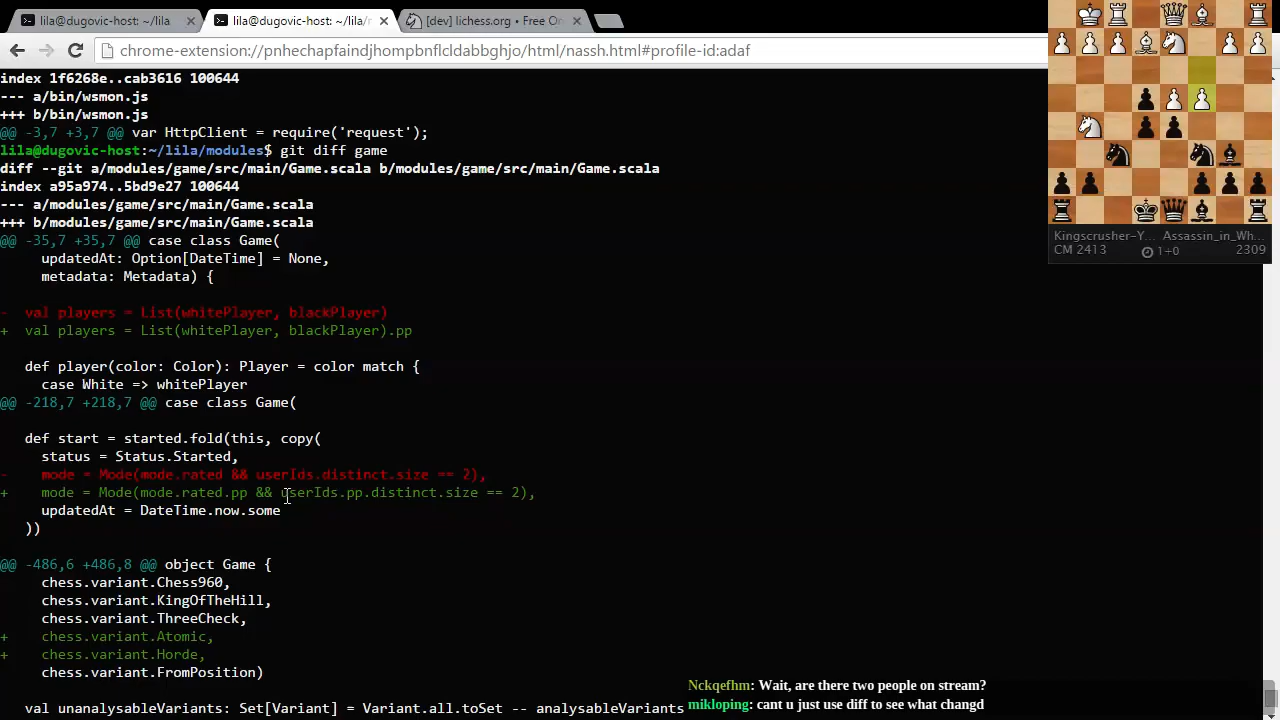 lila@dugovic-host: ~/lila
lila@dugovic-host: ~/lila/r
[dev] lichess.org • Free On
chrome-extension://pnhechapfaindjhompbnflcldabbghjo/html/nassh.html#profile-id:adaf
index 1f6268e..cab3616 100644
--- a/bin/wsmon.js
+++ b/bin/wsmon.js
@@ -3,7 +3,7 @@ var HttpClient = require('request');
lila@dugovic-host:~/lila/modules$ git diff game
diff --git a/modules/game/src/main/Game.scala b/modules/game/src/main/Game.scala
index a95a974..5bd9e27 100644
--- a/modules/game/src/main/Game.scala
+++ b/modules/game/src/main/Game.scala
@@ -35,7 +35,7 @@ case class Game(
updatedAt: Option[DateTime] = None,
metadata: Metadata) {
- val players = List(whitePlayer, blackPlayer)
+ val players = List(whitePlayer, blackPlayer).pp
def player(color: Color): Player = color match {
case White => whitePlayer
@@ -218,7 +218,7 @@ case class Game(
def start = started.fold(this, copy(
status = Status.Started,
- mode = Mode(mode.rated && userIds.distinct.size == 2),
+ mode = Mode(mode.rated.pp && userIds.pp.distinct.size == 2),
updatedAt = DateTime.now.some
))
@@ -486,6 +486,8 @@ object Game {
chess.variant.Chess960,
chess.variant.KingOfTheHill,
chess.variant.ThreeCheck,
+ chess.variant.Atomic,
+ chess.variant.Horde,
chess.variant.FromPosition)
val unanalysableVariants: Set[Variant] = Variant.all.toSet -- analysableVariants
Kingscrusher-Y... Assassin_in_Wh...
CM 2413 1+0 2309
Nckqefhm: Wait, are there two people on stream?
mikloping: cant u just use diff to see what changd